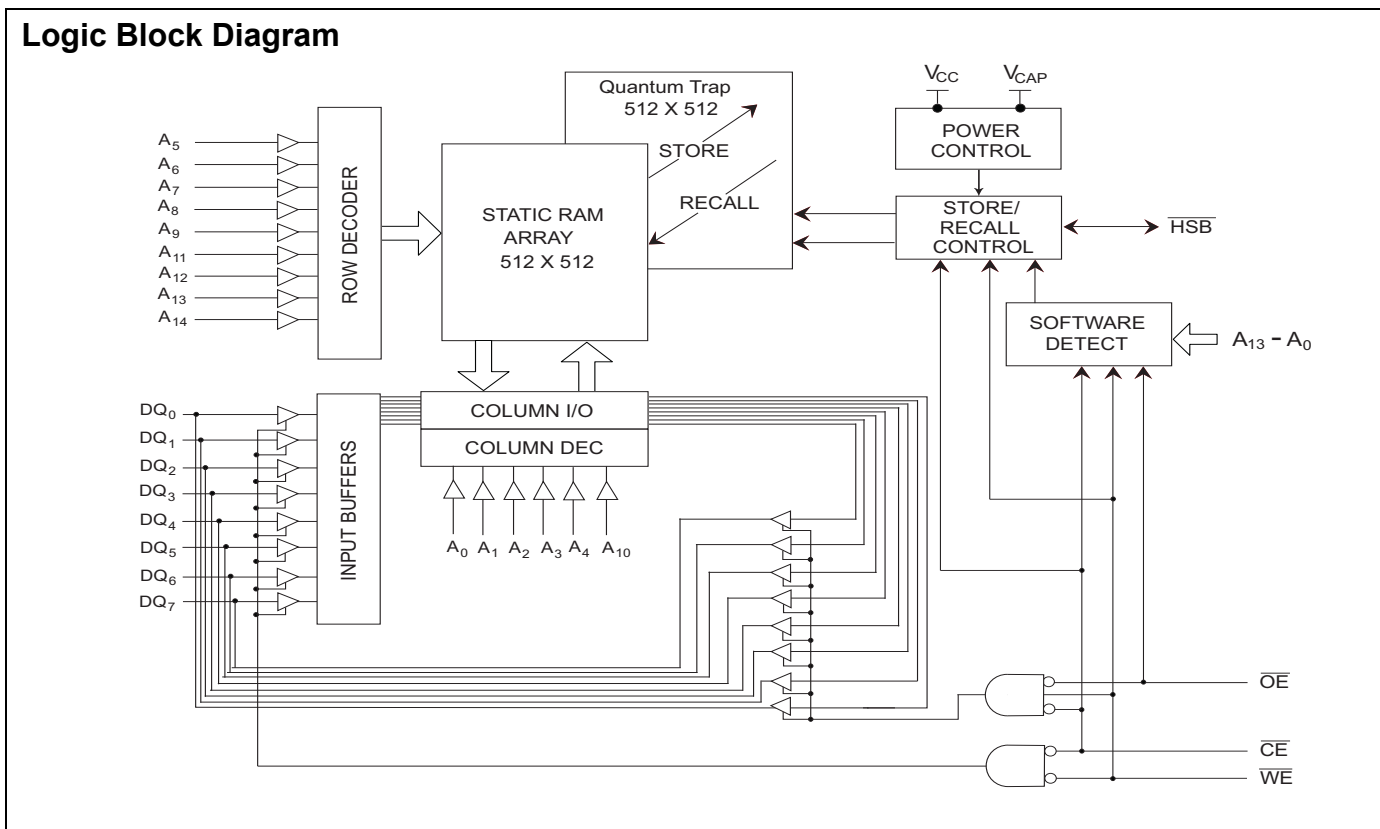 Logic Block Diagram
A5
A6
A7
A8
A9
A11
A12
A13
A14
ROW DECODER
Quantum Trap
512 X 512
STORE
RECALL
STATIC RAM
ARRAY
512 X 512
VCC
VCAP
POWER
CONTROL
STORE/
RECALL
CONTROL
HSB
SOFTWARE
DETECT
A13 – A0
DQ0
DQ1
DQ2
DQ3
DQ4
DQ5
DQ6
DQ7
INPUT BUFFERS
COLUMN I/O
COLUMN DEC
A0 A1 A2 A3 A4 A10
OE
CE
WE